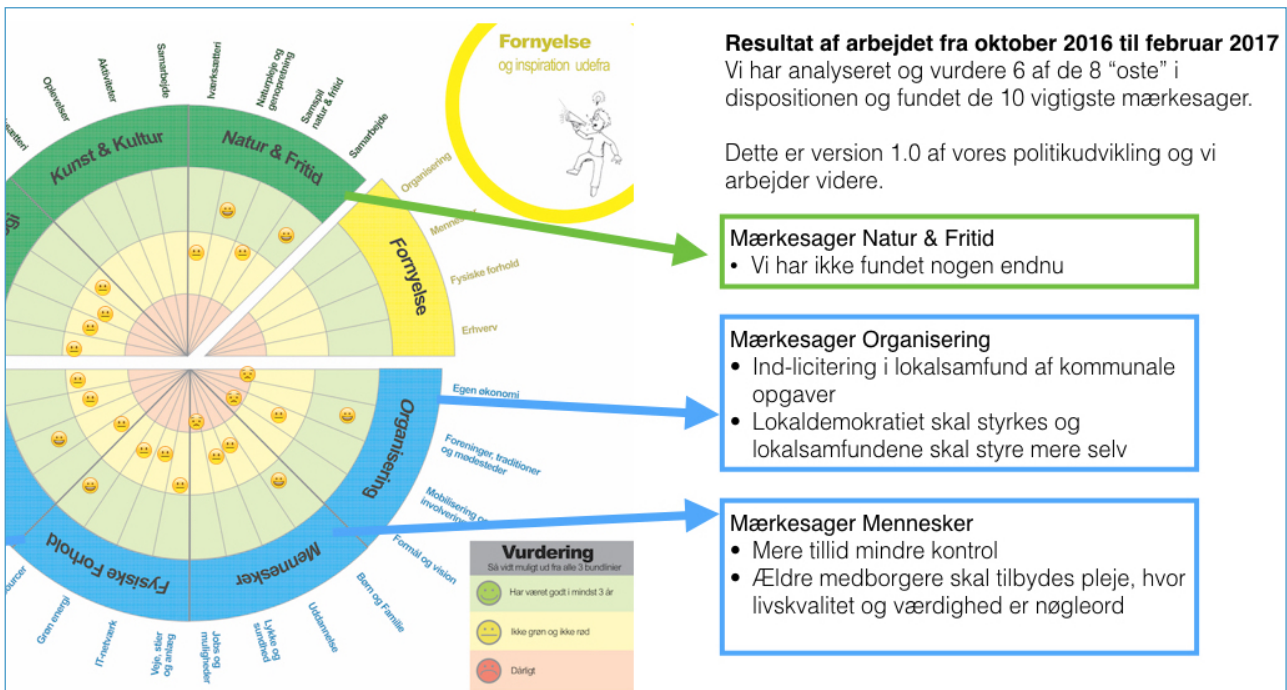 Resultat af arbejdet fra oktober 2016 til februar 2017
Vi har analyseret og vurdere 6 af de 8 “oste” i
dispositionen og fundet de 10 vigtigste mærkesager.
Dette er version 1.0 af vores politikudvikling og vi
arbejder videre.
Mærkesager Natur & Fritid
• Vi har ikke fundet nogen endnu
Mærkesager Organisering
• Ind-licitering i lokalsamfund af kommunale
opgaver
• Lokaldemokratiet skal styrkes og
lokalsamfundene skal styre mere selv
Mærkesager Mennesker
• Mere tillid mindre kontrol
• Ældre medborgere skal tilbydes pleje, hvor
livskvalitet og værdighed er nøgleord
Fornyelse
og inspiration udefra
Oplevelser
Aktiviteter
Samarbejde
Iværksætteri
Naturpleje og
genopretning
Samspil
natur & fritid
Samarbejde
Kunst & Kultur
Natur & Fritid
Organisering
Fysiske forhold
Erhverv
Fornyelse
Egen økonomi
Foreninger, traditioner
og mødesteder
Mobilisering og
Formål og vision
Organisering
Børn og Familie
Uddannelse
Lykke og
sundhed
Jobs og
muligheder
Mennesker
Veje, stier
og anlæg
IT-netværk
Grøn energi
Fysiske Forhold
Vurdering
Så vidt muligt ud fra alle 3 bundlinier
Har været godt i mindst 3 år
Ikke grøn og ikke rød
Dårligt